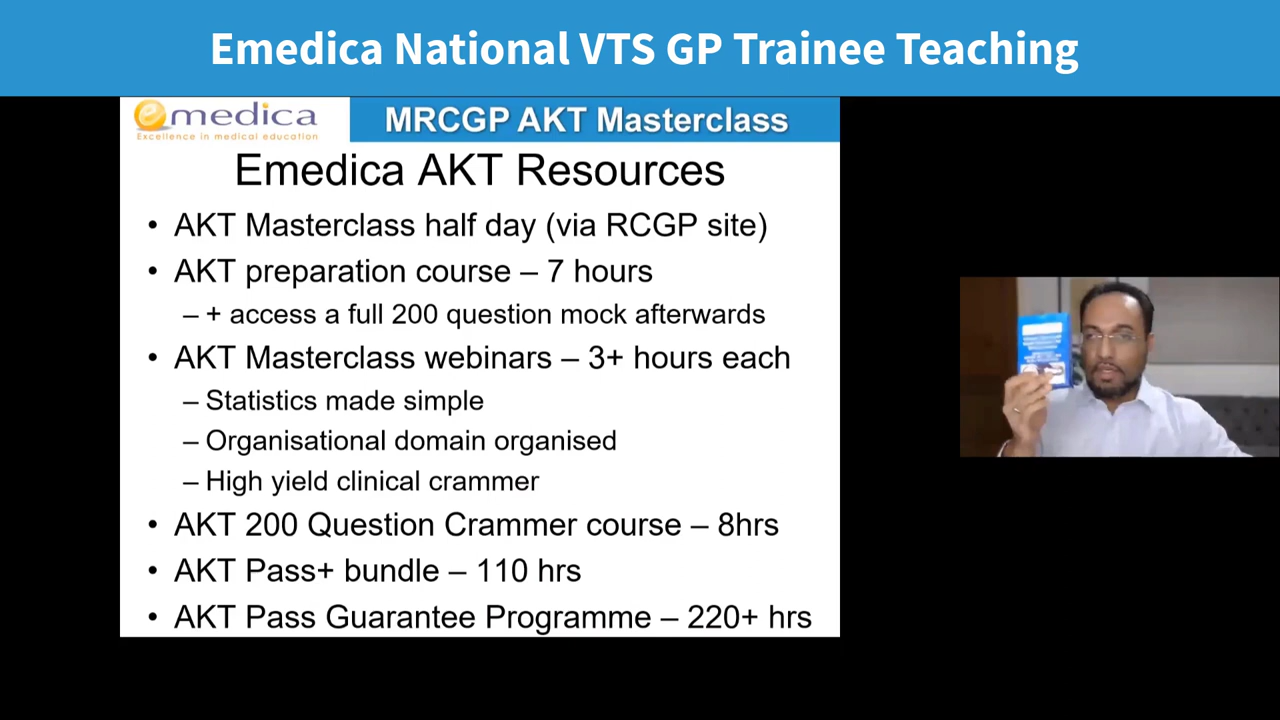 Emedica National VTS GP Trainee Teaching
emedica
Excellence in medical education
MRCGP AKT Masterclass
Emedica AKT Resources
• AKT Masterclass half day (via RCGP site)
• AKT preparation course – 7 hours
– + access a full 200 question mock afterwards
• AKT Masterclass webinars – 3+ hours each
– Statistics made simple
– Organisational domain organised
– High yield clinical crammer
• AKT 200 Question Crammer course – 8hrs
• AKT Pass+ bundle – 110 hrs
• AKT Pass Guarantee Programme – 220+ hrs